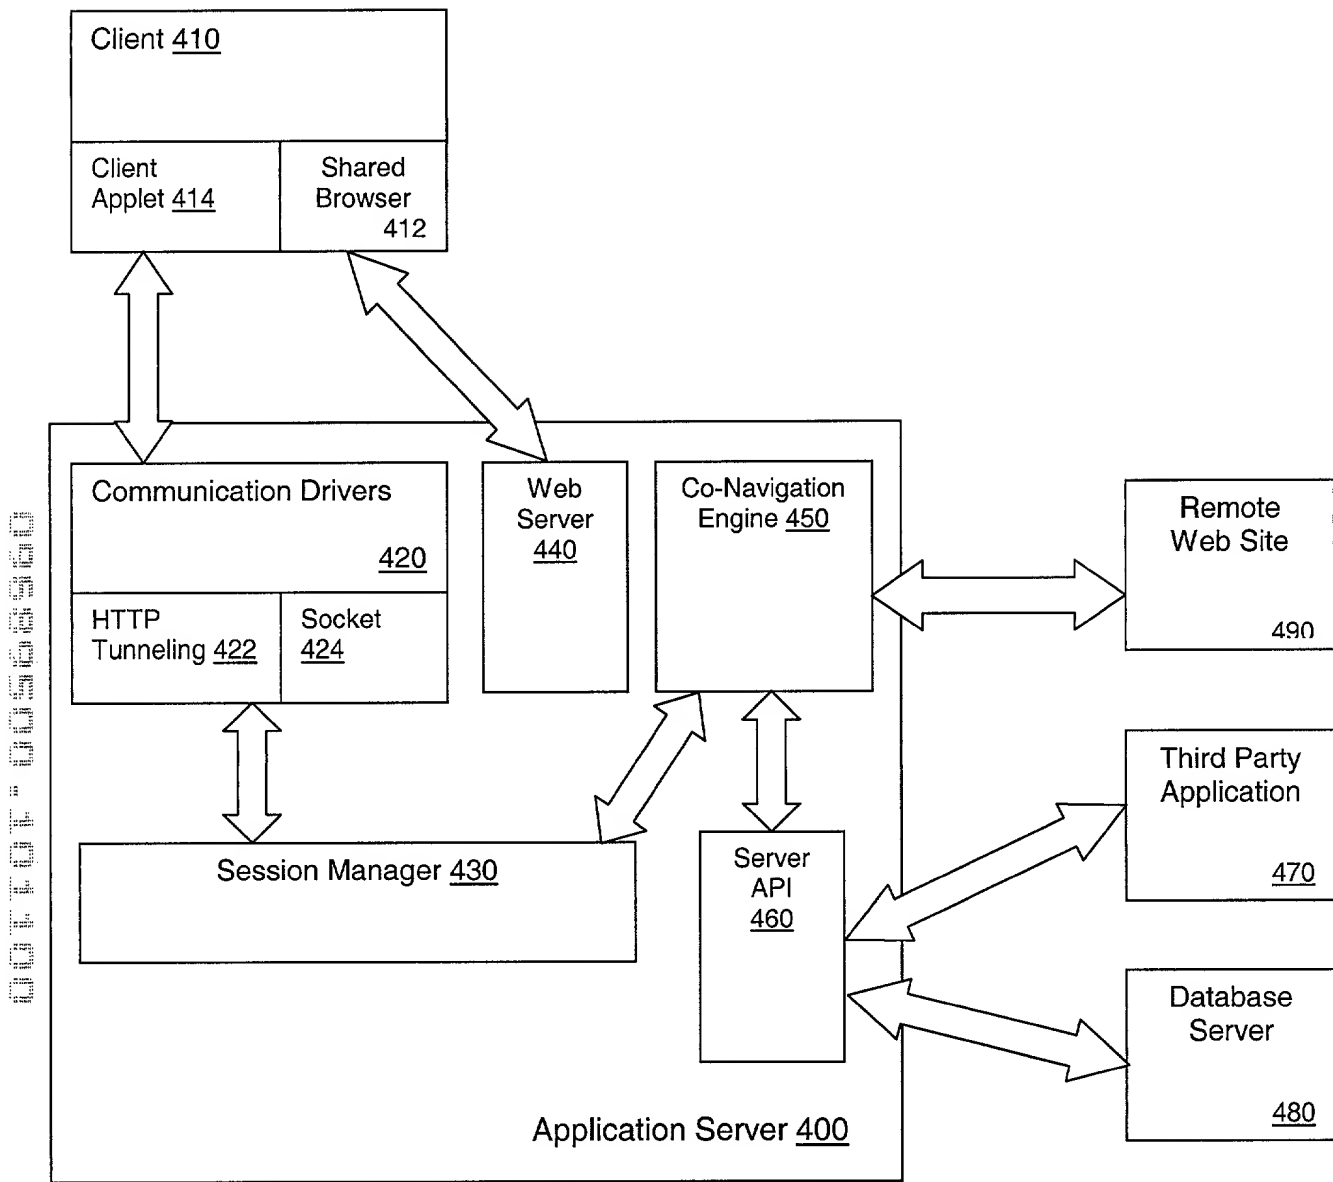 Client 410
Client
Applet 414
Shared
Browser
412
Communication Drivers
420
HTTP
Tunneling 422
Socket
424
Web
Server
440
Co-Navigation
Engine 450
Remote
Web Site
490
Session Manager 430
Server
API
460
Third Party
Application
470
Database
Server
480
Application Server 400